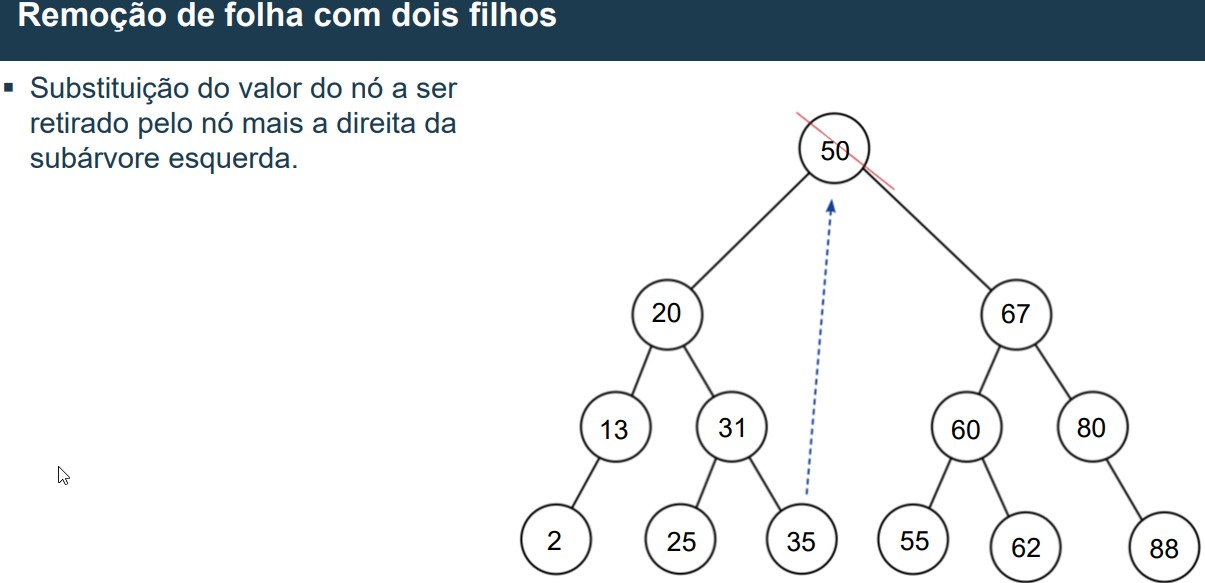 Remoção de folha com dois filhos
▪ Substituição do valor do nó a ser
retirado pelo nó mais a direita da
subárvore esquerda.
50
20 67
13 31 60 80
2 25 35 55 62 88